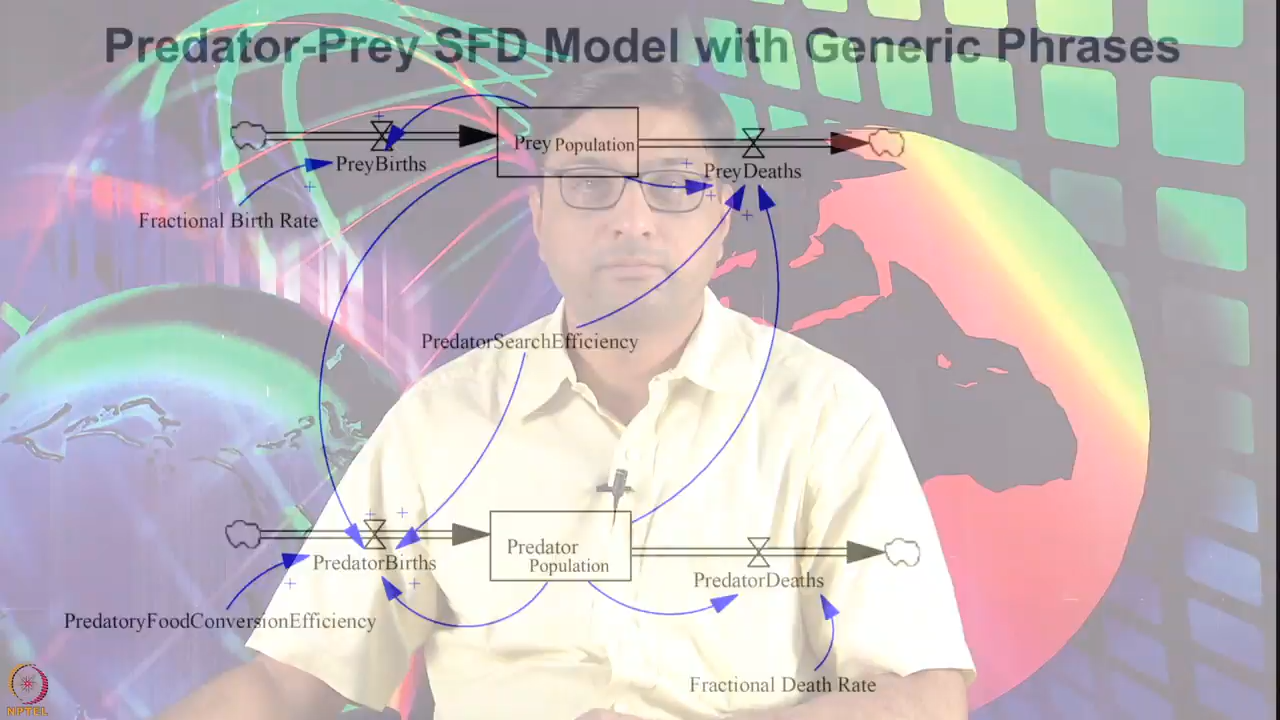 Predator-Prey SFD Model with Generic Phrases
Prey Population
PreyBirths
PreyDeaths
Fractional Birth Rate
PredatorSearchEfficiency
Predator
Population
PredatorBirths
PredatorDeaths
PredatoryFoodConversionEfficiency
Fractional Death Rate
NPTEL